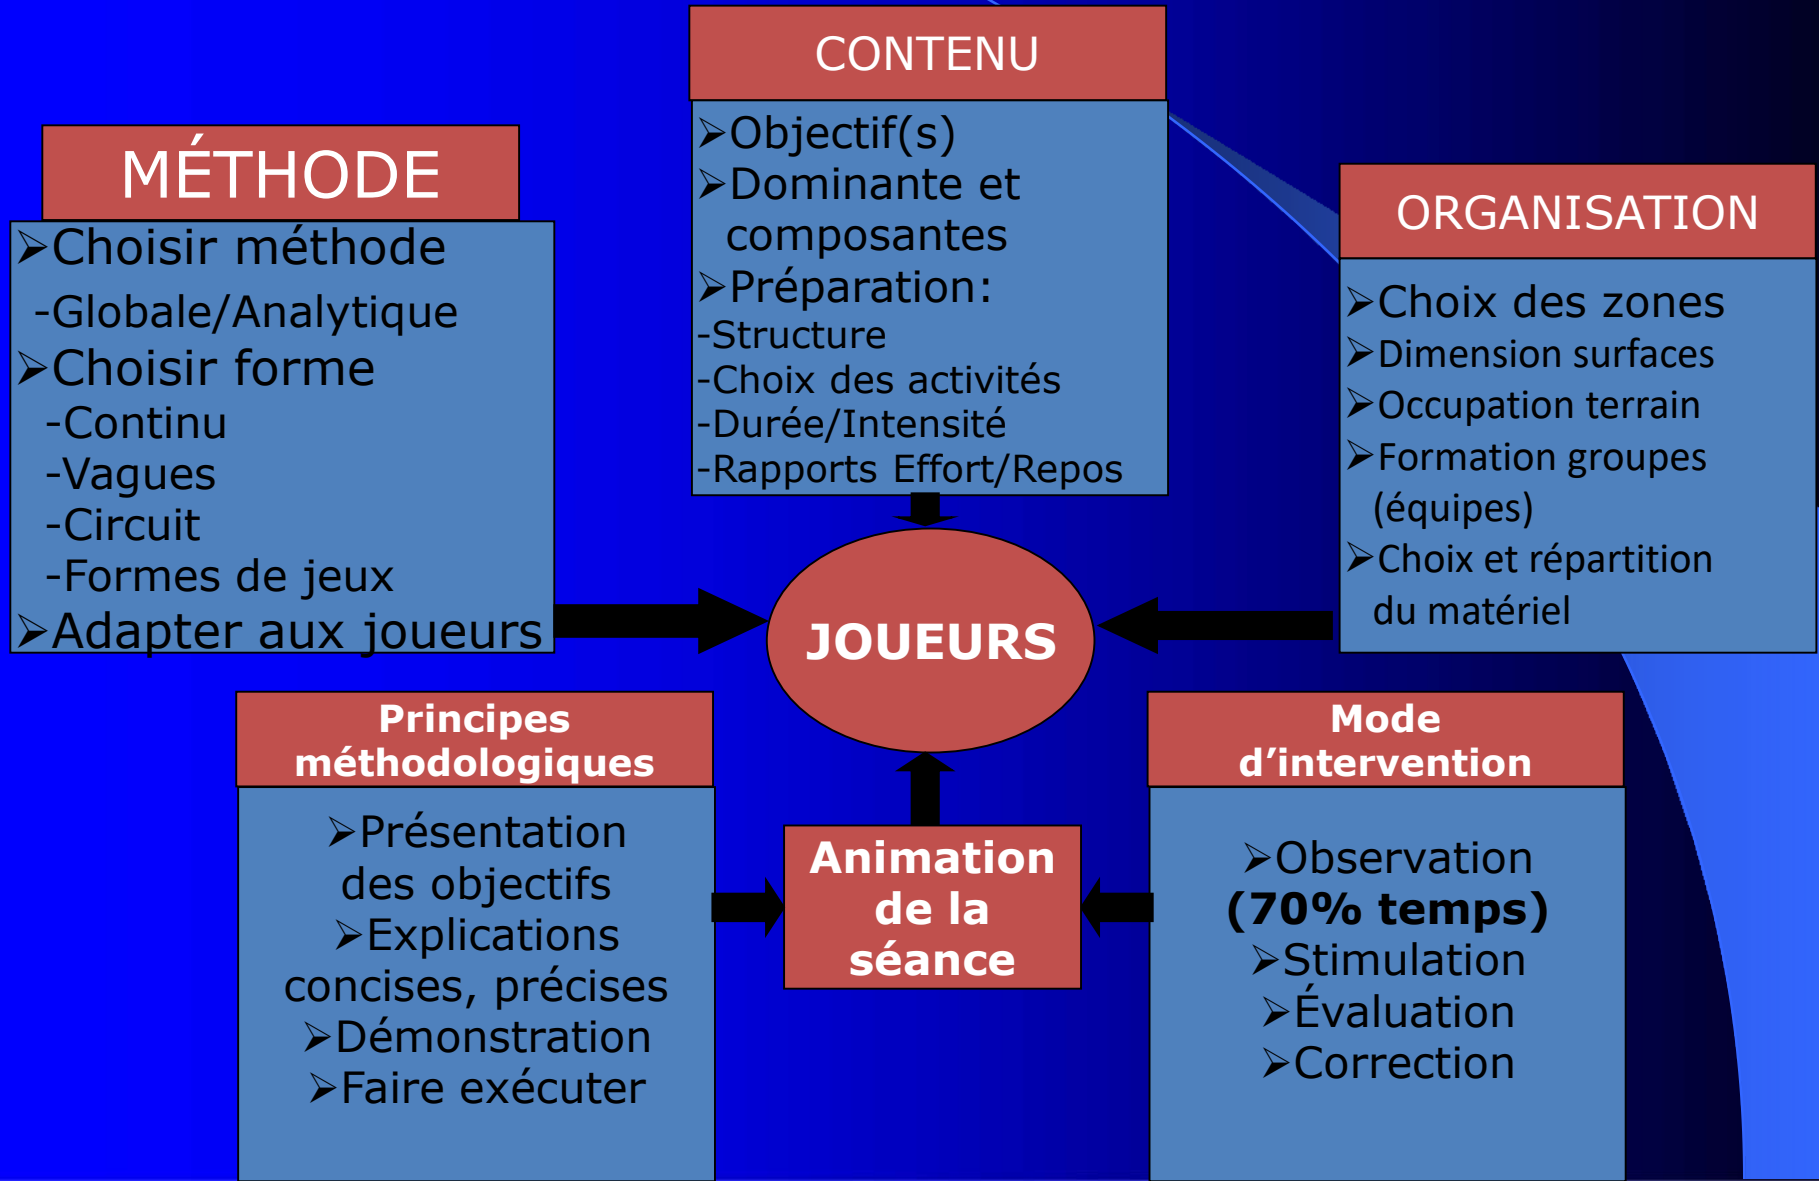 CONTENU
➢Objectif(s)
➢Dominante et
composantes
➢Préparation:
-Structure
-Choix des activités
-Durée/Intensité
-Rapports Effort/Repos
MÉTHODE
➢Choisir méthode
-Globale/Analytique
➢Choisir forme
-Continu
-Vagues
-Circuit
-Formes de jeux
➢Adapter aux joueurs
ORGANISATION
➢Choix des zones
➢Dimension surfaces
➢Occupation terrain
➢Formation groupes
(équipes)
➢Choix et répartition
du matériel
JOUEURS
Principes
méthodologiques
➢Présentation
des objectifs
➢Explications
concises, précises
➢Démonstration
➢Faire exécuter
Animation
de la
séance
Mode
d’intervention
➢Observation
(70% temps)
➢Stimulation
➢Évaluation
➢Correction